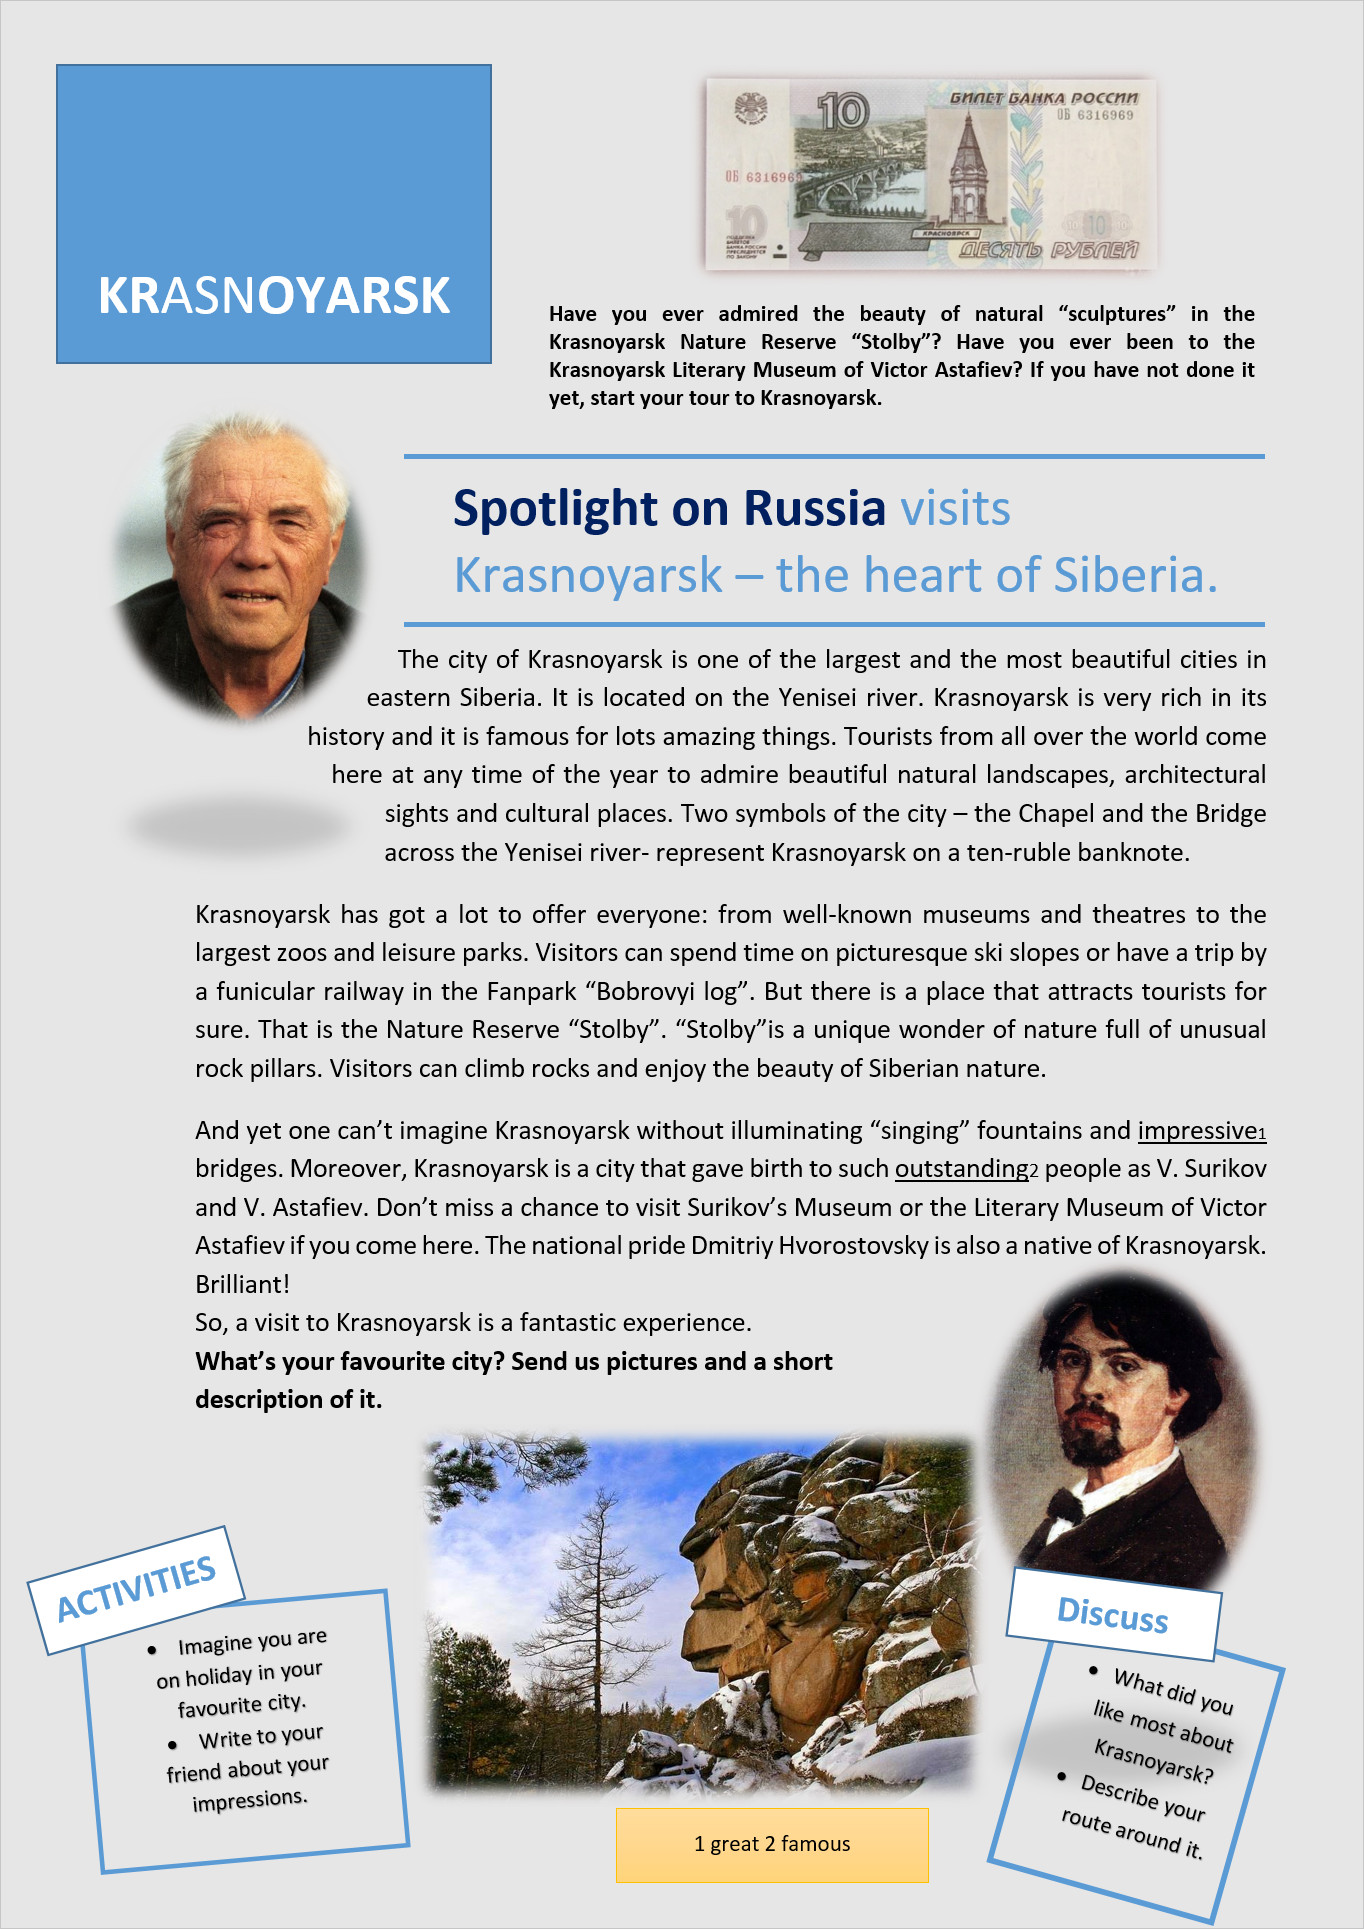 KRASNOYARSK
10
БИЛЕТ БАНКА РОССИИ
ОБ 6316969
ОБ 6316969
10
10
КРАСНОЯРСК
ДЕСЯТЬ РУБЛЕЙ
ПОДДЕЛКА
БИЛЕТОВ
БАНКА РОССИИ
ПРЕСЛЕДУЕТСЯ
ПО ЗАКОНУ
Have you ever admired the beauty of natural “sculptures” in the
Krasnoyarsk Nature Reserve “Stolby”? Have you ever been to the
Krasnoyarsk Literary Museum of Victor Astafiev? If you have not done it
yet, start your tour to Krasnoyarsk.
Spotlight on Russia visits
Krasnoyarsk – the heart of Siberia.
The city of Krasnoyarsk is one of the largest and the most beautiful cities in
eastern Siberia. It is located on the Yenisei river. Krasnoyarsk is very rich in its
history and it is famous for lots amazing things. Tourists from all over the world come
here at any time of the year to admire beautiful natural landscapes, architectural
sights and cultural places. Two symbols of the city – the Chapel and the Bridge
across the Yenisei river- represent Krasnoyarsk on a ten-ruble banknote.
Krasnoyarsk has got a lot to offer everyone: from well-known museums and theatres to the
largest zoos and leisure parks. Visitors can spend time on picturesque ski slopes or have a trip by
a funicular railway in the Fanpark “Bobrovyi log”. But there is a place that attracts tourists for
sure. That is the Nature Reserve “Stolby”. “Stolby”is a unique wonder of nature full of unusual
rock pillars. Visitors can climb rocks and enjoy the beauty of Siberian nature.
And yet one can’t imagine Krasnoyarsk without illuminating “singing” fountains and impressive1
bridges. Moreover, Krasnoyarsk is a city that gave birth to such outstanding2 people as V. Surikov
and V. Astafiev. Don’t miss a chance to visit Surikov’s Museum or the Literary Museum of Victor
Astafiev if you come here. The national pride Dmitriy Hvorostovsky is also a native of Krasnoyarsk.
Brilliant!
So, a visit to Krasnoyarsk is a fantastic experience.
What’s your favourite city? Send us pictures and a short
description of it.
ACTIVITIES
• Imagine you are
on holiday in your
favourite city.
• Write to your
friend about your
impressions.
Discuss
• What did you
like most about
Krasnoyarsk?
• Describe your
route around it.
1 great 2 famous